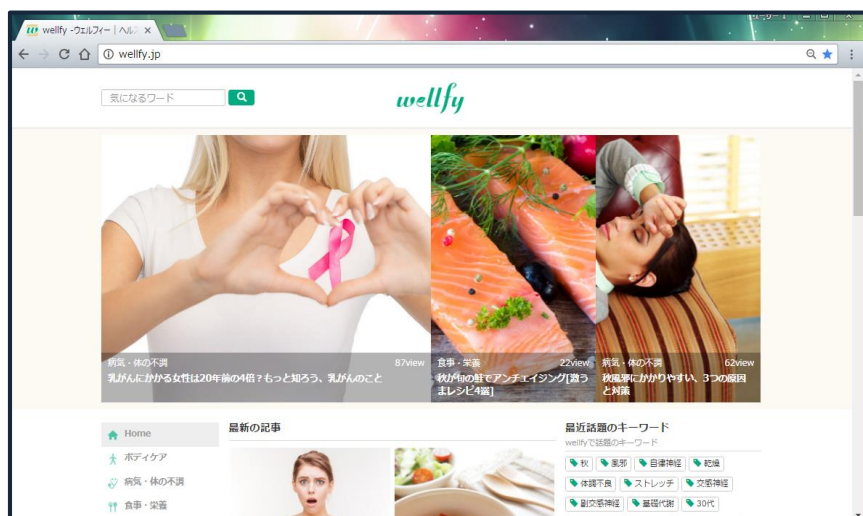 wellfy -ウェルフィー | ヘル
wellfy.jp
気になるワード
wellfy
病気・体の不調
87view
乳がんにかかる女性は20年前の4倍？もっと知ろう、乳がんのこと
食事・栄養
22view
秋が旬の鮭でアンチエイジング[激う
まレシピ4選]
病気・体の不調
62view
秋風邪にかかりやすい、3つの原因
と対策
Home
ボディケア
病気・体の不調
食事・栄養
最新の記事
最近話題のキーワード
wellfyで話題のキーワード
秋 風邪 自律神経 乾燥
体調不良 ストレッチ 交感神経
副交感神経 基礎代謝 30代